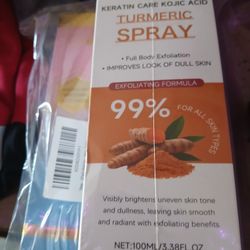 KERATIN CARE KOJIC ACID
TURMERIC
SPRAY
• Full Body Exfoliation
• IMPROVES LOOK OF DULL SKIN
EXFOLIATING FORMULA
99%
FOR ALL SKIN TYPES
Visibly brightens uneven skin tone
and dullness, leaving skin smooth
and radiant with exfoliating benefits
NET:100ML/3.38FL OZ